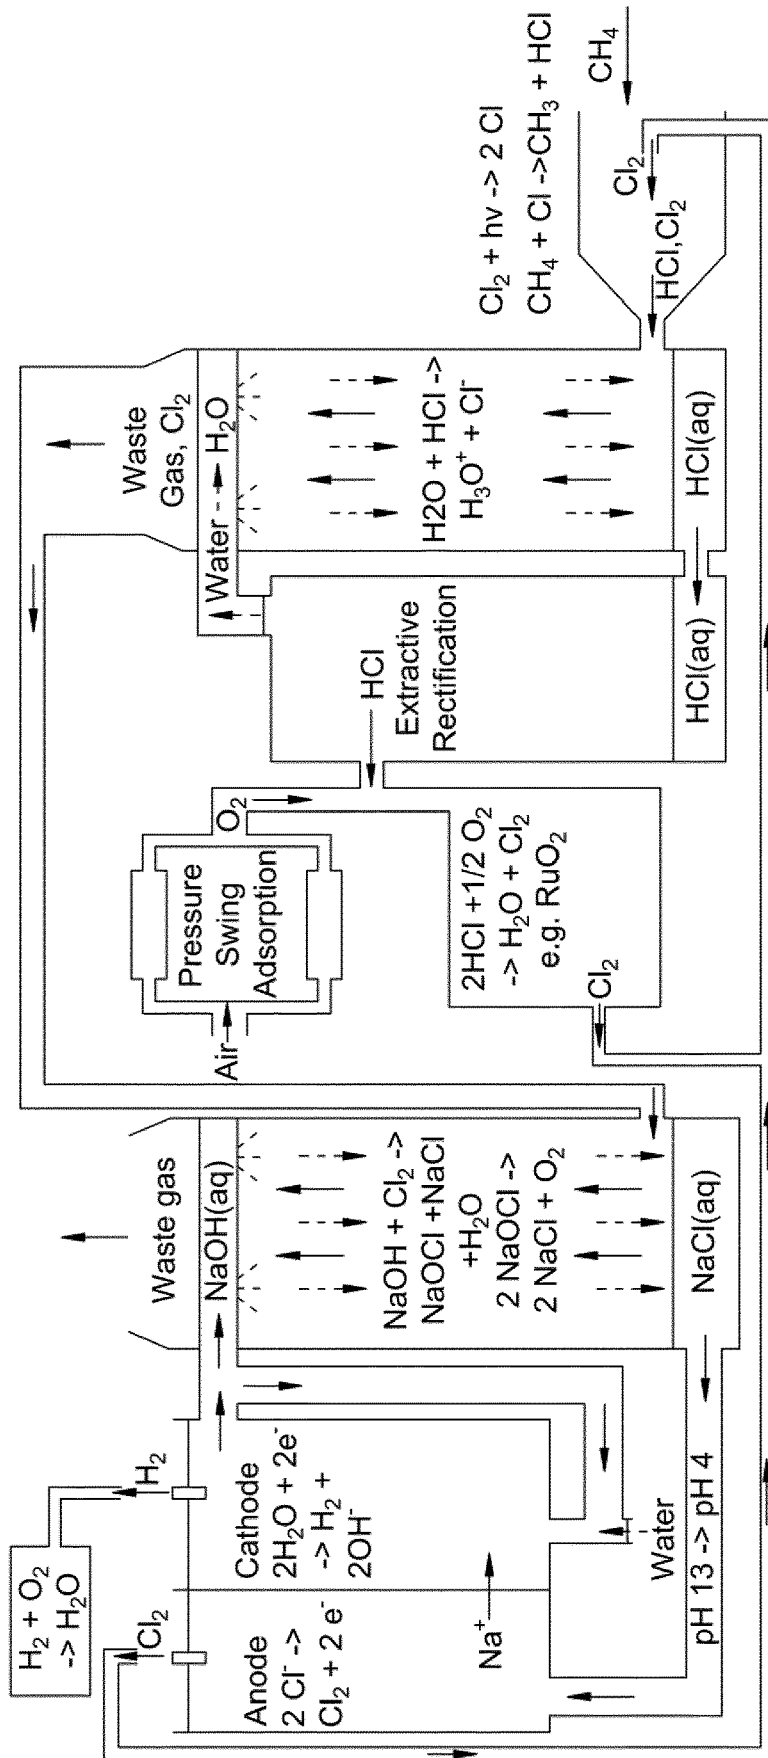 H₂ + O₂
-> H₂O
Cl₂
H₂
Anode
2 Cl⁻ ->
Cl₂ + 2 e⁻
Cathode
2H₂O + 2e⁻
-> H₂ +
2OH⁻
Na⁺
Water
pH 13 -> pH 4
Waste gas
NaOH(aq)
NaOH + Cl₂ ->
NaOCl +NaCl
+H₂O
2 NaOCl ->
2 NaCl + O₂
NaCl(aq)
Air
Pressure
Swing
Adsorption
O₂
2HCl +1/2 O₂
-> H₂O + Cl₂
e.g. RuO₂
Cl₂
HCl
Extractive
Rectification
HCl(aq)
Waste
Gas, Cl₂
Water
H₂O
H2O + HCl ->
H₃O⁺ + Cl⁻
HCl(aq)
Cl₂ + hv -> 2 Cl
CH₄ + Cl ->CH₃ + HCl
HCl,Cl₂
Cl₂
CH₄